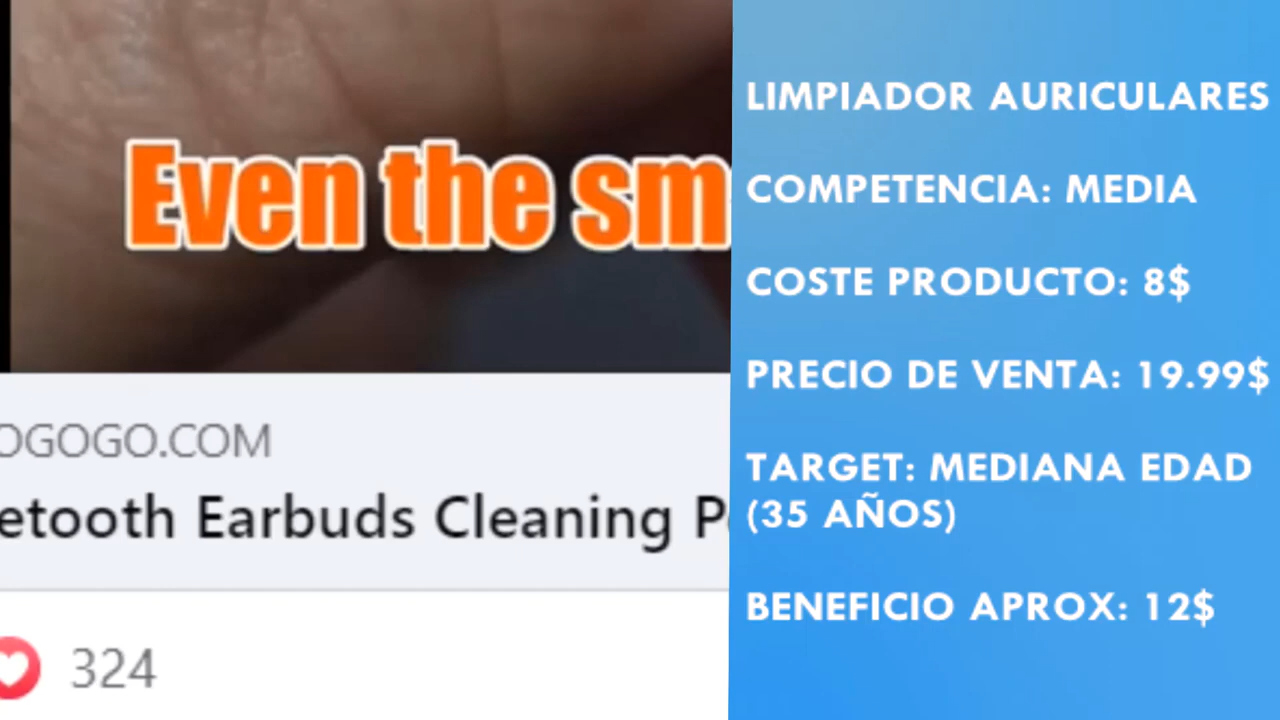 Even the sm
OGOGO.COM
etooth Earbuds Cleaning P
324
LIMPIADOR AURICULARES
COMPETENCIA: MEDIA
COSTE PRODUCTO: 8$
PRECIO DE VENTA: 19.99$
TARGET: MEDIANA EDAD
(35 AÑOS)
BENEFICIO APROX: 12$